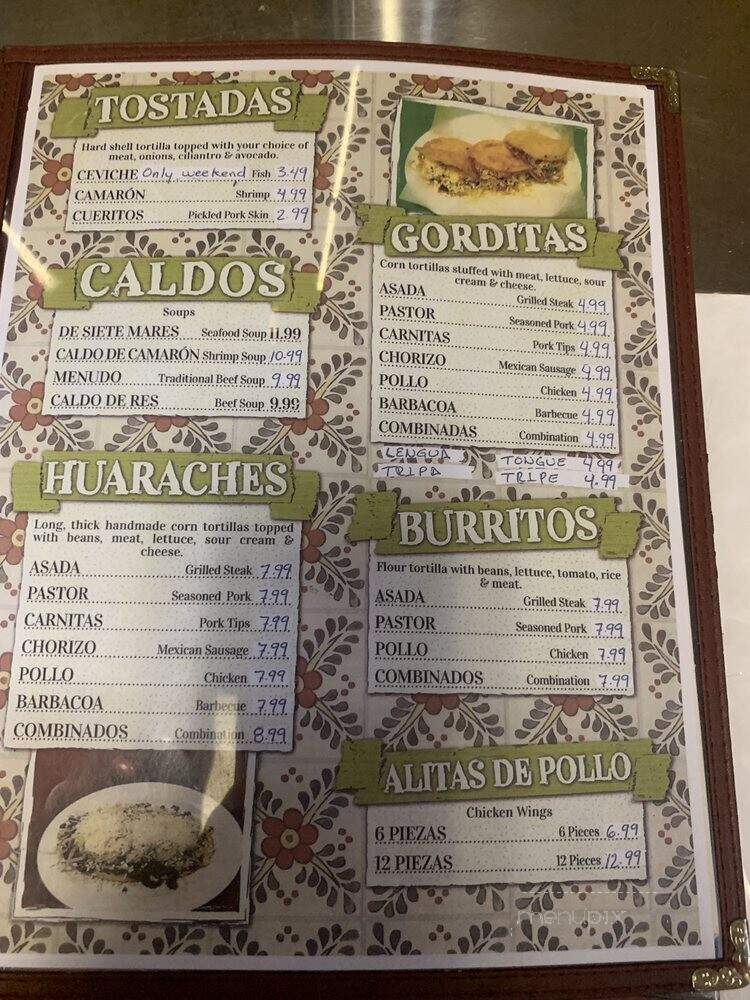 TOSTADAS
Hard shell tortilla topped with your choice of
meat, onions, cilantro & avocado.
CEVICHE Only weekend Fish 3.49
CAMARÓN Shrimp 4.99
CUERITOS Pickled Pork Skin 2.99
CALDOS
Soups
DE SIETE MARES Seafood Soup 11.99
CALDO DE CAMARÓN Shrimp Soup 10.99
MENUDO Traditional Beef Soup 9.99
CALDO DE RES Beef Soup 9.99
HUARACHES
Long, thick handmade corn tortillas topped
with beans, meat, lettuce, sour cream &
cheese.
ASADA Grilled Steak 7.99
PASTOR Seasoned Pork 7.99
CARNITAS Pork Tips 7.99
CHORIZO Mexican Sausage 7.99
POLLO Chicken 7.99
BARBACOA Barbecue 7.99
COMBINADOS Combination 8.99
GORDITAS
Corn tortillas stuffed with meat, lettuce, sour
cream & cheese.
ASADA Grilled Steak 4.99
PASTOR Seasoned Pork 4.99
CARNITAS Pork Tips 4.99
CHORIZO Mexican Sausage 4.99
POLLO Chicken 4.99
BARBACOA Barbecue 4.99
COMBINADAS Combination 4.99
LENGUA TONGUE 4.99
TRIPA TRIPE 4.99
BURRITOS
Flour tortilla with beans, lettuce, tomato, rice
& meat.
ASADA Grilled Steak 7.99
PASTOR Seasoned Pork 7.99
POLLO Chicken 7.99
COMBINADOS Combination 7.99
ALITAS DE POLLO
Chicken Wings
6 PIEZAS 6 Pieces 6.99
12 PIEZAS 12 Pieces 12.99
menupix